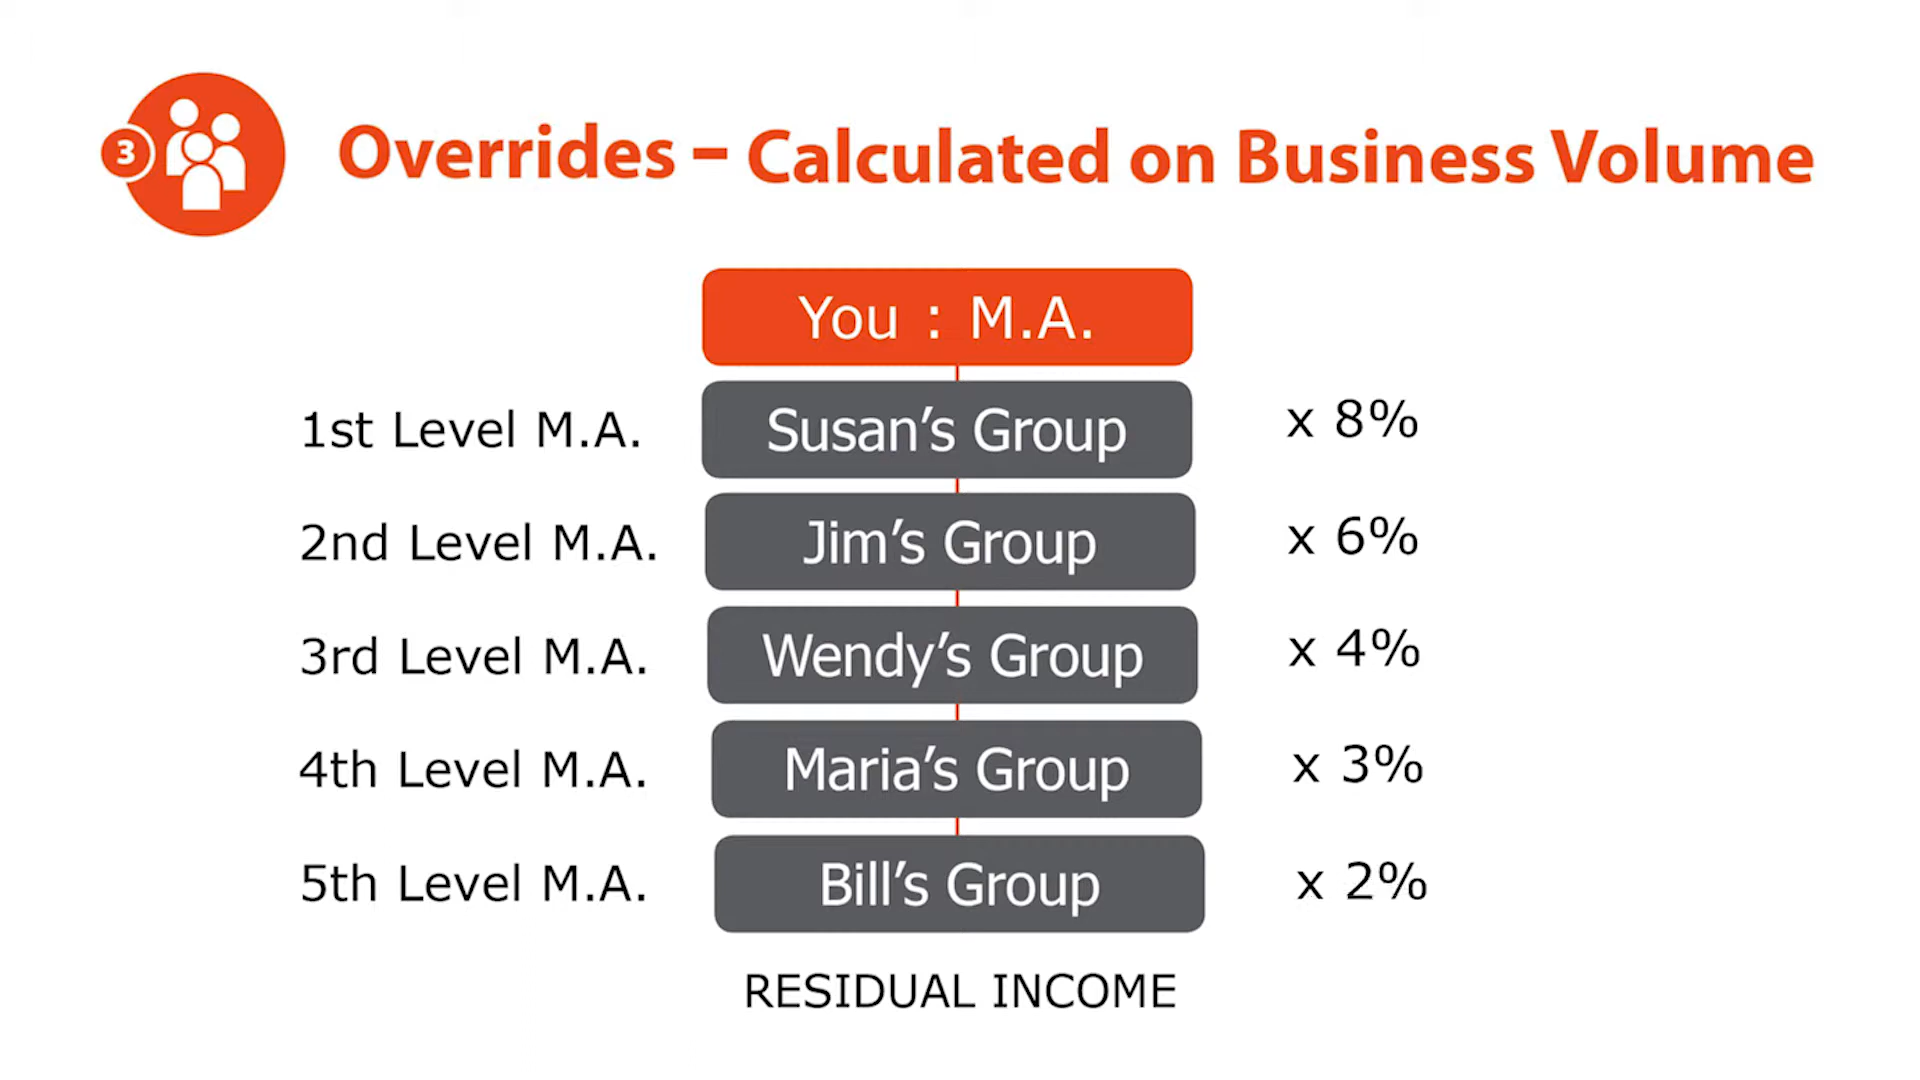 3
Overrides – Calculated on Business Volume
You : M.A.
1st Level M.A. Susan’s Group x 8%
2nd Level M.A. Jim’s Group x 6%
3rd Level M.A. Wendy’s Group x 4%
4th Level M.A. Maria’s Group x 3%
5th Level M.A. Bill’s Group x 2%
RESIDUAL INCOME